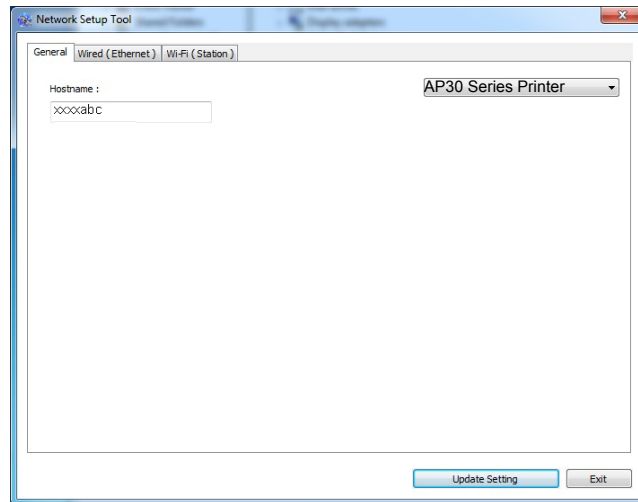 Network Setup Tool
General Wired ( Ethernet ) Wi-Fi ( Station )
Hostname :
AP30 Series Printer
xxxxabc
Update Setting Exit